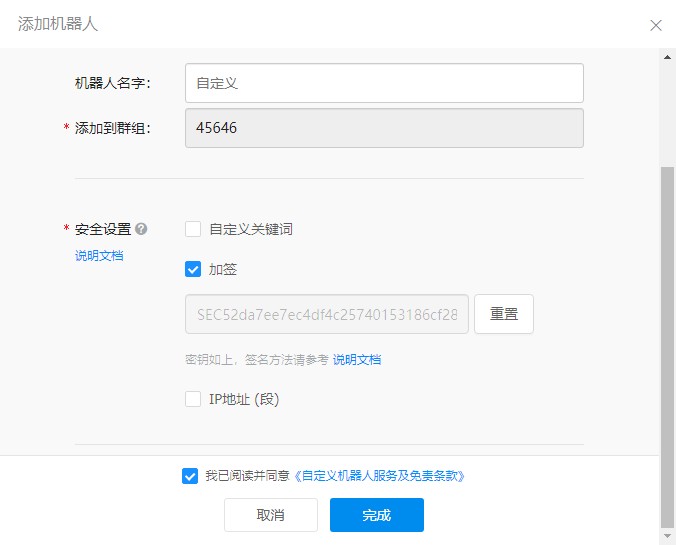 添加机器人
机器人名字：
自定义
* 添加到群组：
45646
* 安全设置
自定义关键词
说明文档
加签
SEC52da7ee7ec4df4c25740153186cf28
重置
密钥如上，签名方法请参考 说明文档
IP地址 (段)
我已阅读并同意《自定义机器人服务及免责条款》
取消
完成